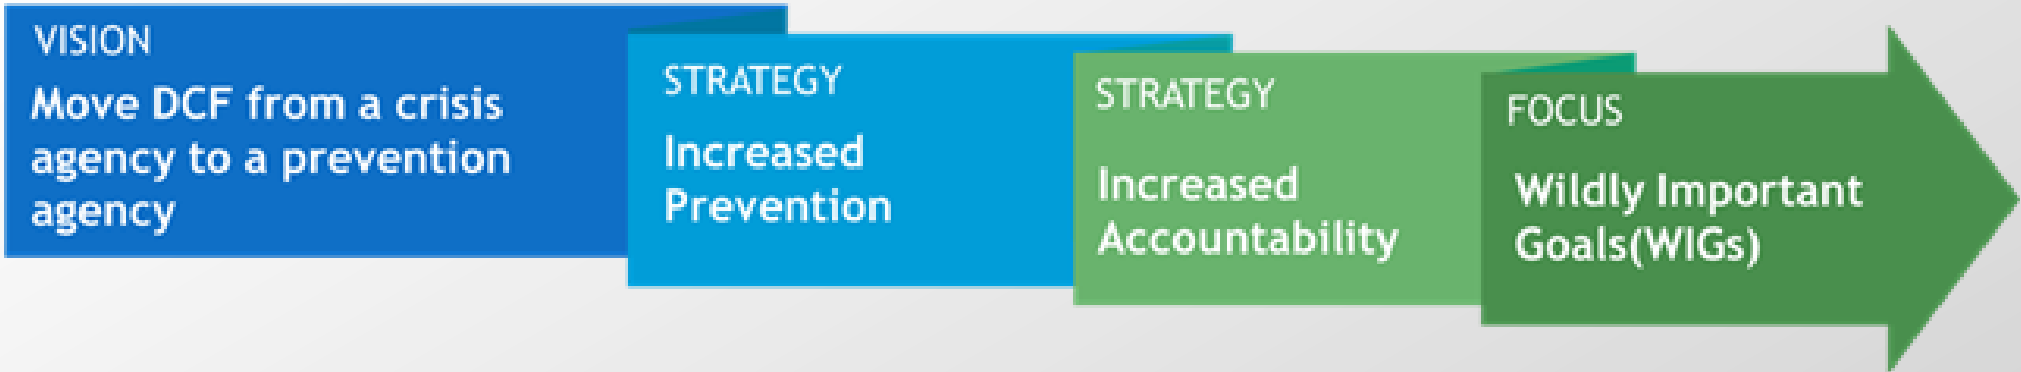 VISION
Move DCF from a crisis
agency to a prevention
agency
STRATEGY
Increased
Prevention
STRATEGY
Increased
Accountability
FOCUS
Wildly Important
Goals(WIGs)